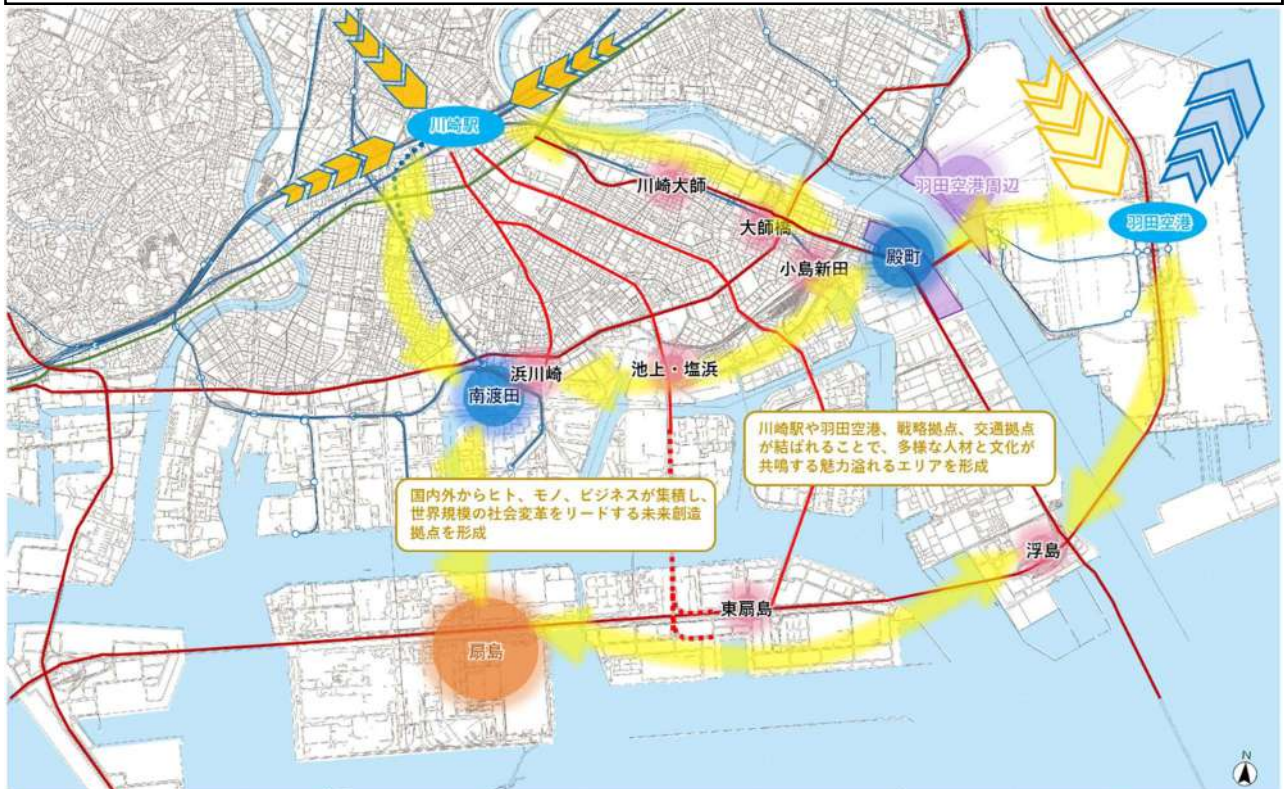 川崎駅
川崎大師
羽田空港周辺
大師橋
羽田空港
小島新田
殿町
浜川崎
池上・塩浜
南渡田
川崎駅や羽田空港、戦略拠点、交通拠点
が結ばれることで、多様な人材と文化が
共鳴する魅力溢れるエリアを形成
国内外からヒト、モノ、ビジネスが集積し、
世界規模の社会変革をリードする未来創造
拠点を形成
浮島
東扇島
扇島
N